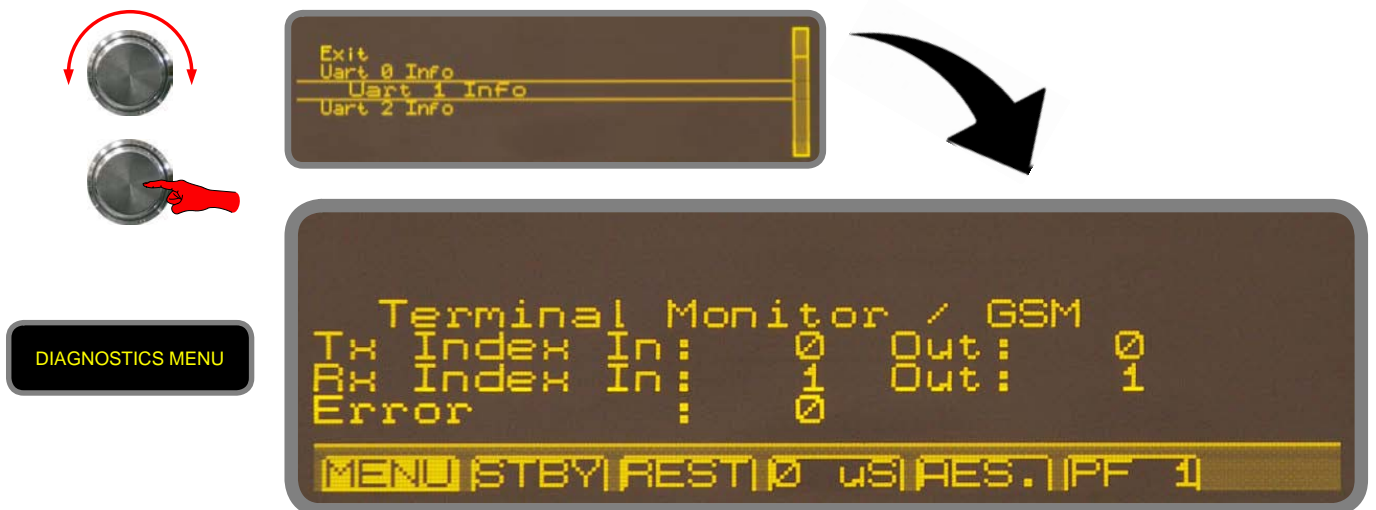 Exit
Uart 0 Info
Uart 1 Info
Uart 2 Info
DIAGNOSTICS MENU
Terminal Monitor / GSM
Tx Index In: 0 Out: 0
Rx Index In: 1 Out: 1
Error : 0
MENU STBY REST 0 uS AES. PF 1